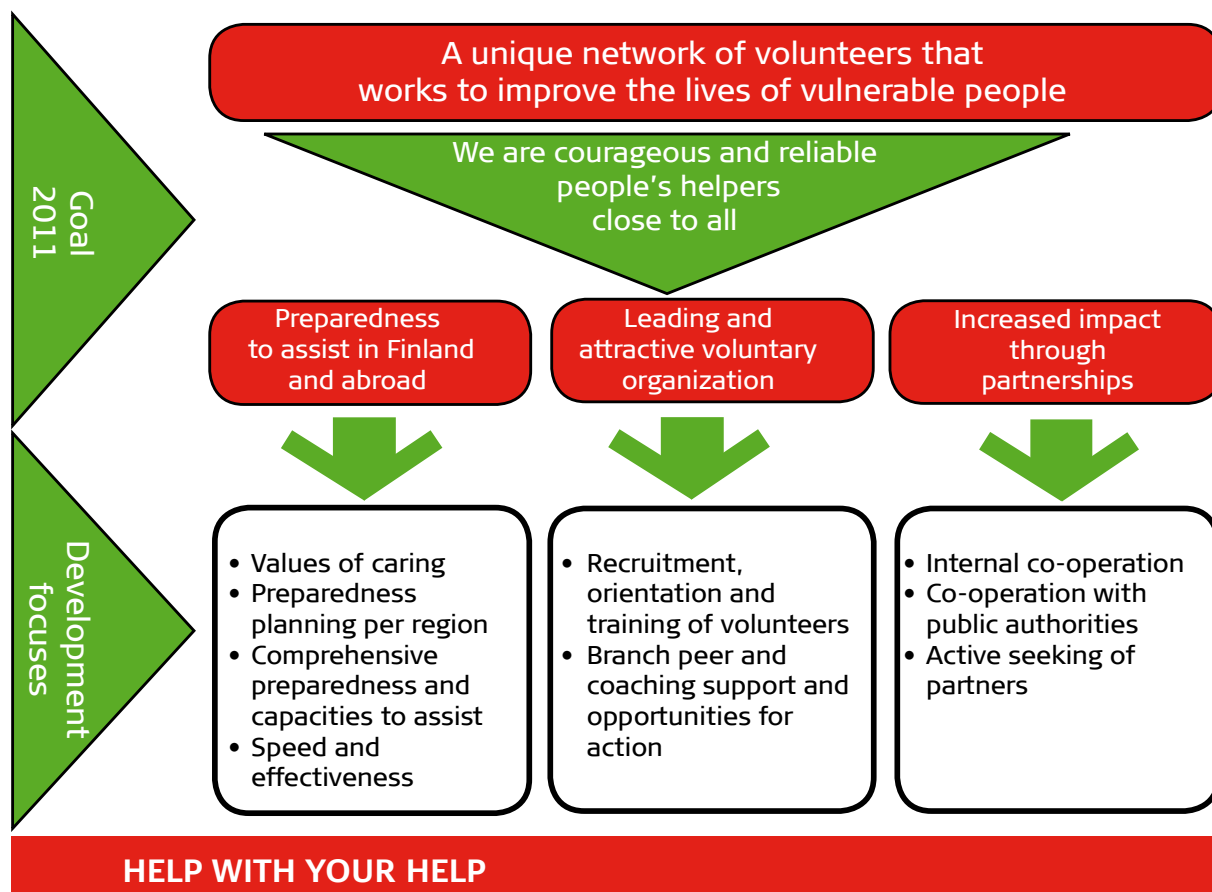 A unique network of volunteers that
works to improve the lives of vulnerable people
We are courageous and reliable
people's helpers
close to all
Goal
2011
Preparedness
to assist in Finland
and abroad
Leading and
attractive voluntary
organization
Increased impact
through
partnerships
Development
focuses
• Values of caring
• Preparedness
planning per region
• Comprehensive
preparedness and
capacities to assist
• Speed and
effectiveness
• Recruitment,
orientation and
training of volunteers
• Branch peer and
coaching support and
opportunities for
action
• Internal co-operation
• Co-operation with
public authorities
• Active seeking of
partners
HELP WITH YOUR HELP